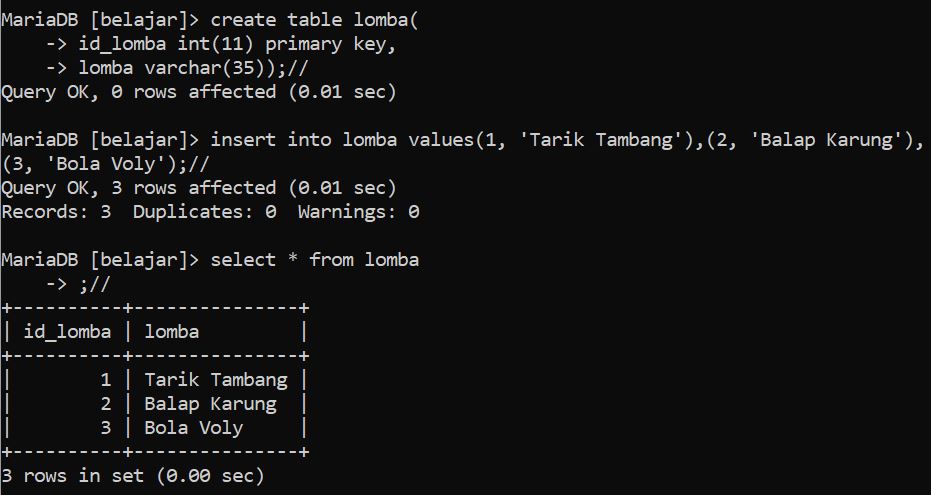 MariaDB [belajar]> create table lomba(
    -> id_lomba int(11) primary key,
    -> lomba varchar(35));//
Query OK, 0 rows affected (0.01 sec)

MariaDB [belajar]> insert into lomba values(1, 'Tarik Tambang'),(2, 'Balap Karung'),
(3, 'Bola Voly');//
Query OK, 3 rows affected (0.01 sec)
Records: 3  Duplicates: 0  Warnings: 0

MariaDB [belajar]> select * from lomba
    -> ;//
+----------+---------------+
| id_lomba | lomba         |
+----------+---------------+
|        1 | Tarik Tambang |
|        2 | Balap Karung  |
|        3 | Bola Voly     |
+----------+---------------+
3 rows in set (0.00 sec)